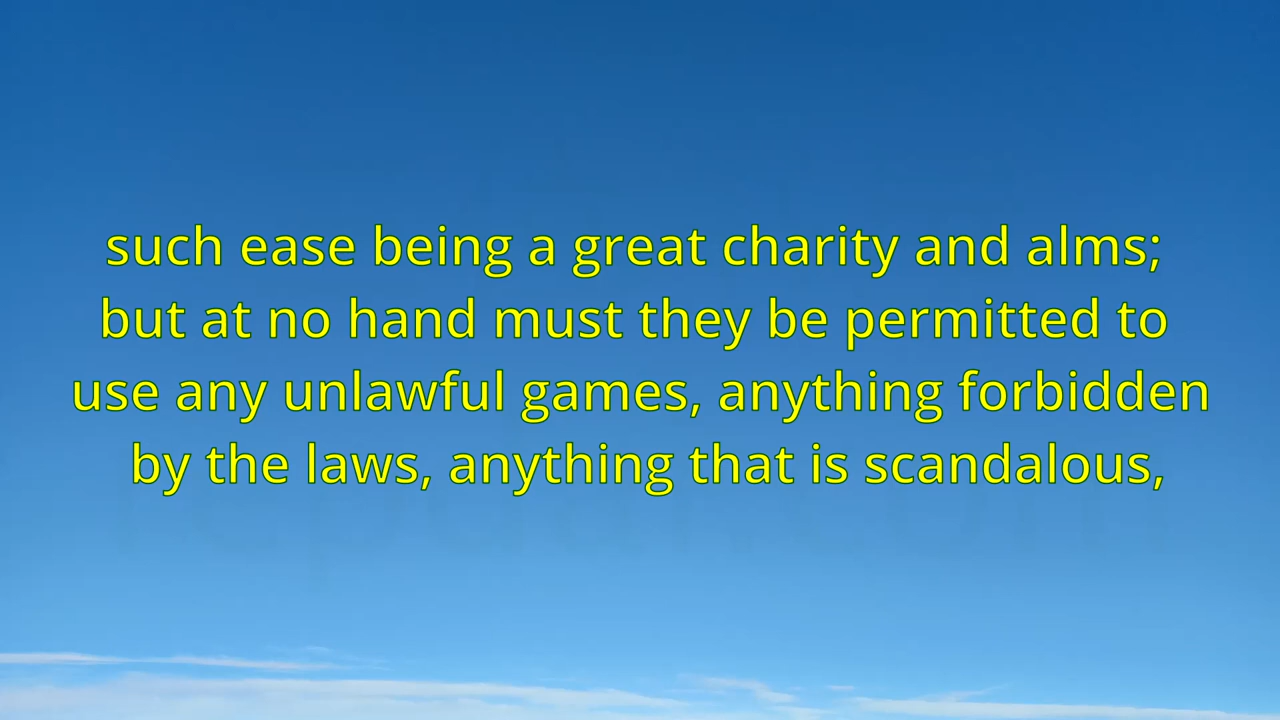 such ease being a great charity and alms;
but at no hand must they be permitted to
use any unlawful games, anything forbidden
by the laws, anything that is scandalous,